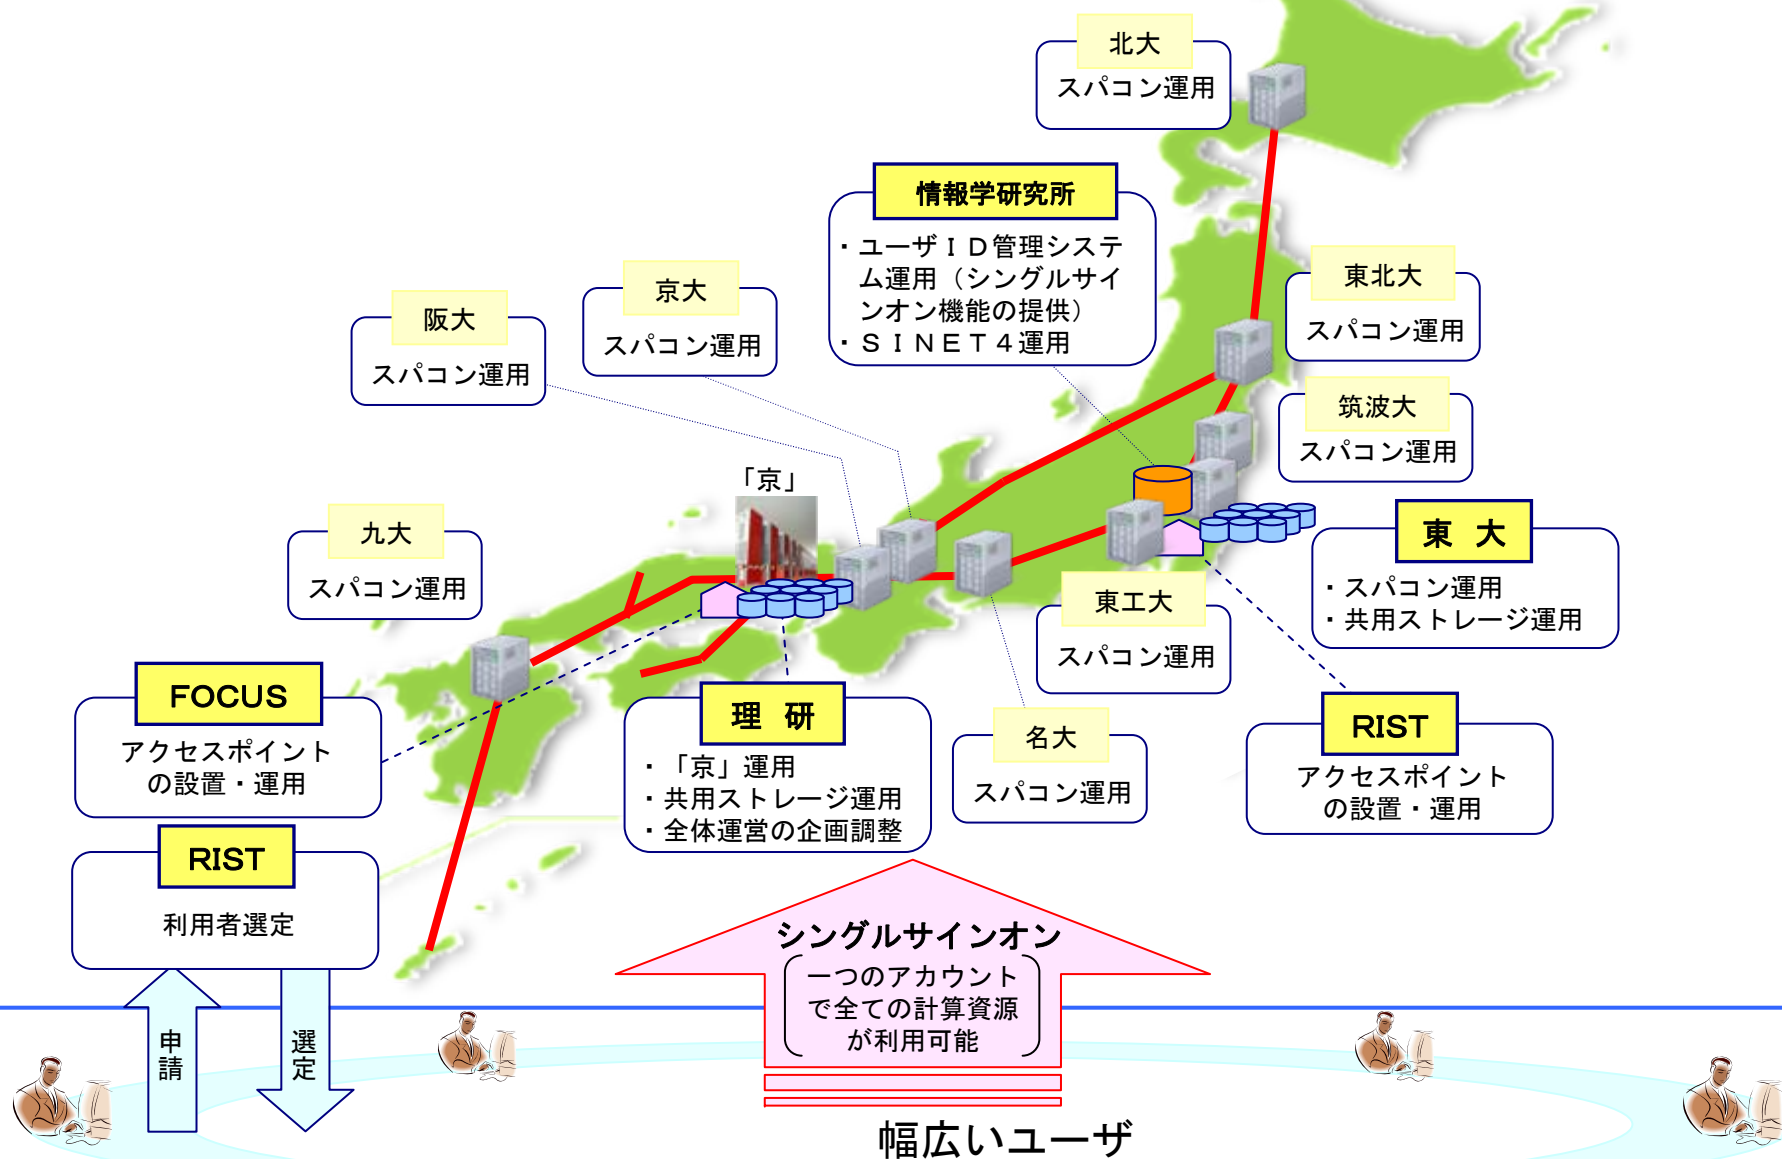 北大
スパコン運用
情報学研究所
・ユーザＩＤ管理システ
ム運用（シングルサイ
ンオン機能の提供）
・ＳＩＮＥＴ４運用
東北大
スパコン運用
京大
スパコン運用
阪大
スパコン運用
筑波大
スパコン運用
「京」
九大
スパコン運用
東 大
・スパコン運用
・共用ストレージ運用
東工大
スパコン運用
FOCUS
アクセスポイント
の設置・運用
理 研
・「京」運用
・共用ストレージ運用
・全体運営の企画調整
名大
スパコン運用
RIST
アクセスポイント
の設置・運用
RIST
利用者選定
シングルサインオン
一つのアカウント
で全ての計算資源
が利用可能
申請
選定
幅広いユーザ